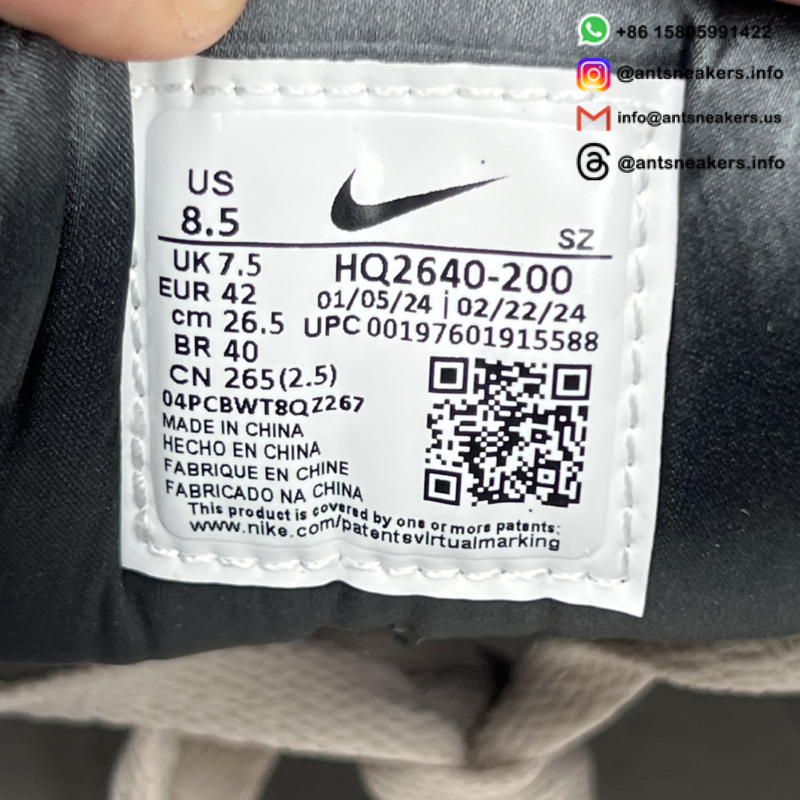 +86 15805991422
@antsneakers.info
info@antsneakers.us
@antsneakers.info
US
8.5
SZ
UK 7.5
EUR 42
cm 26.5
BR 40
CN 265(2.5)
HQ2640-200
01/05/24 | 02/22/24
UPC 00197601915588
04PCBWT8QZ267
MADE IN CHINA
HECHO EN CHINA
FABRIQUE EN CHINE
FABRICADO NA CHINA
This product is covered by one or more patents:
www.nike.com/patentsvirtualmarking